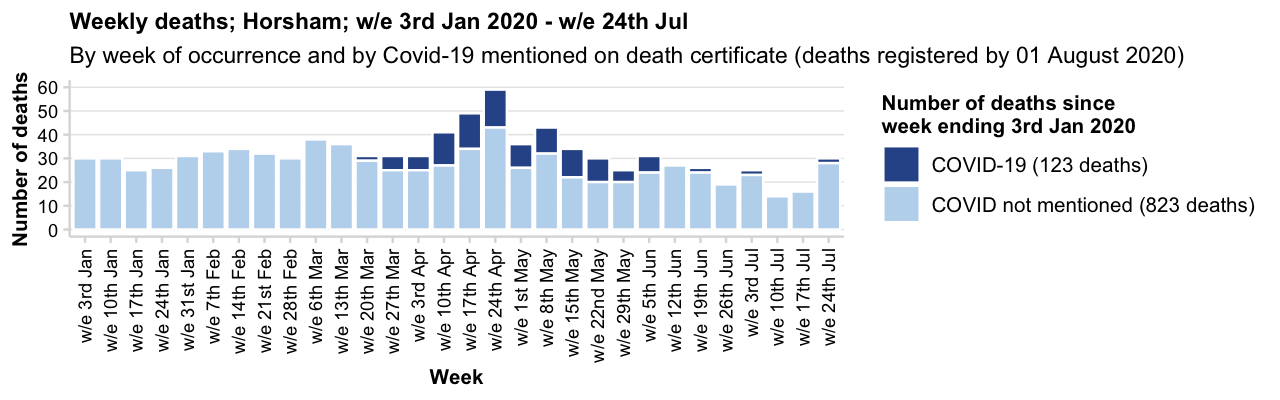 Weekly deaths; Horsham; w/e 3rd Jan 2020 - w/e 24th Jul
By week of occurrence and by Covid-19 mentioned on death certificate (deaths registered by 01 August 2020)
Number of deaths
60
50
40
30
20
10
0
w/e 3rd Jan
w/e 10th Jan
w/e 17th Jan
w/e 24th Jan
w/e 31st Jan
w/e 7th Feb
w/e 14th Feb
w/e 21st Feb
w/e 28th Feb
w/e 6th Mar
w/e 13th Mar
w/e 20th Mar
w/e 27th Mar
w/e 3rd Apr
w/e 10th Apr
w/e 17th Apr
w/e 24th Apr
w/e 1st May
w/e 8th May
w/e 15th May
w/e 22nd May
w/e 29th May
w/e 5th Jun
w/e 12th Jun
w/e 19th Jun
w/e 26th Jun
w/e 3rd Jul
w/e 10th Jul
w/e 17th Jul
w/e 24th Jul
Week
Number of deaths since
week ending 3rd Jan 2020
COVID-19 (123 deaths)
COVID not mentioned (823 deaths)